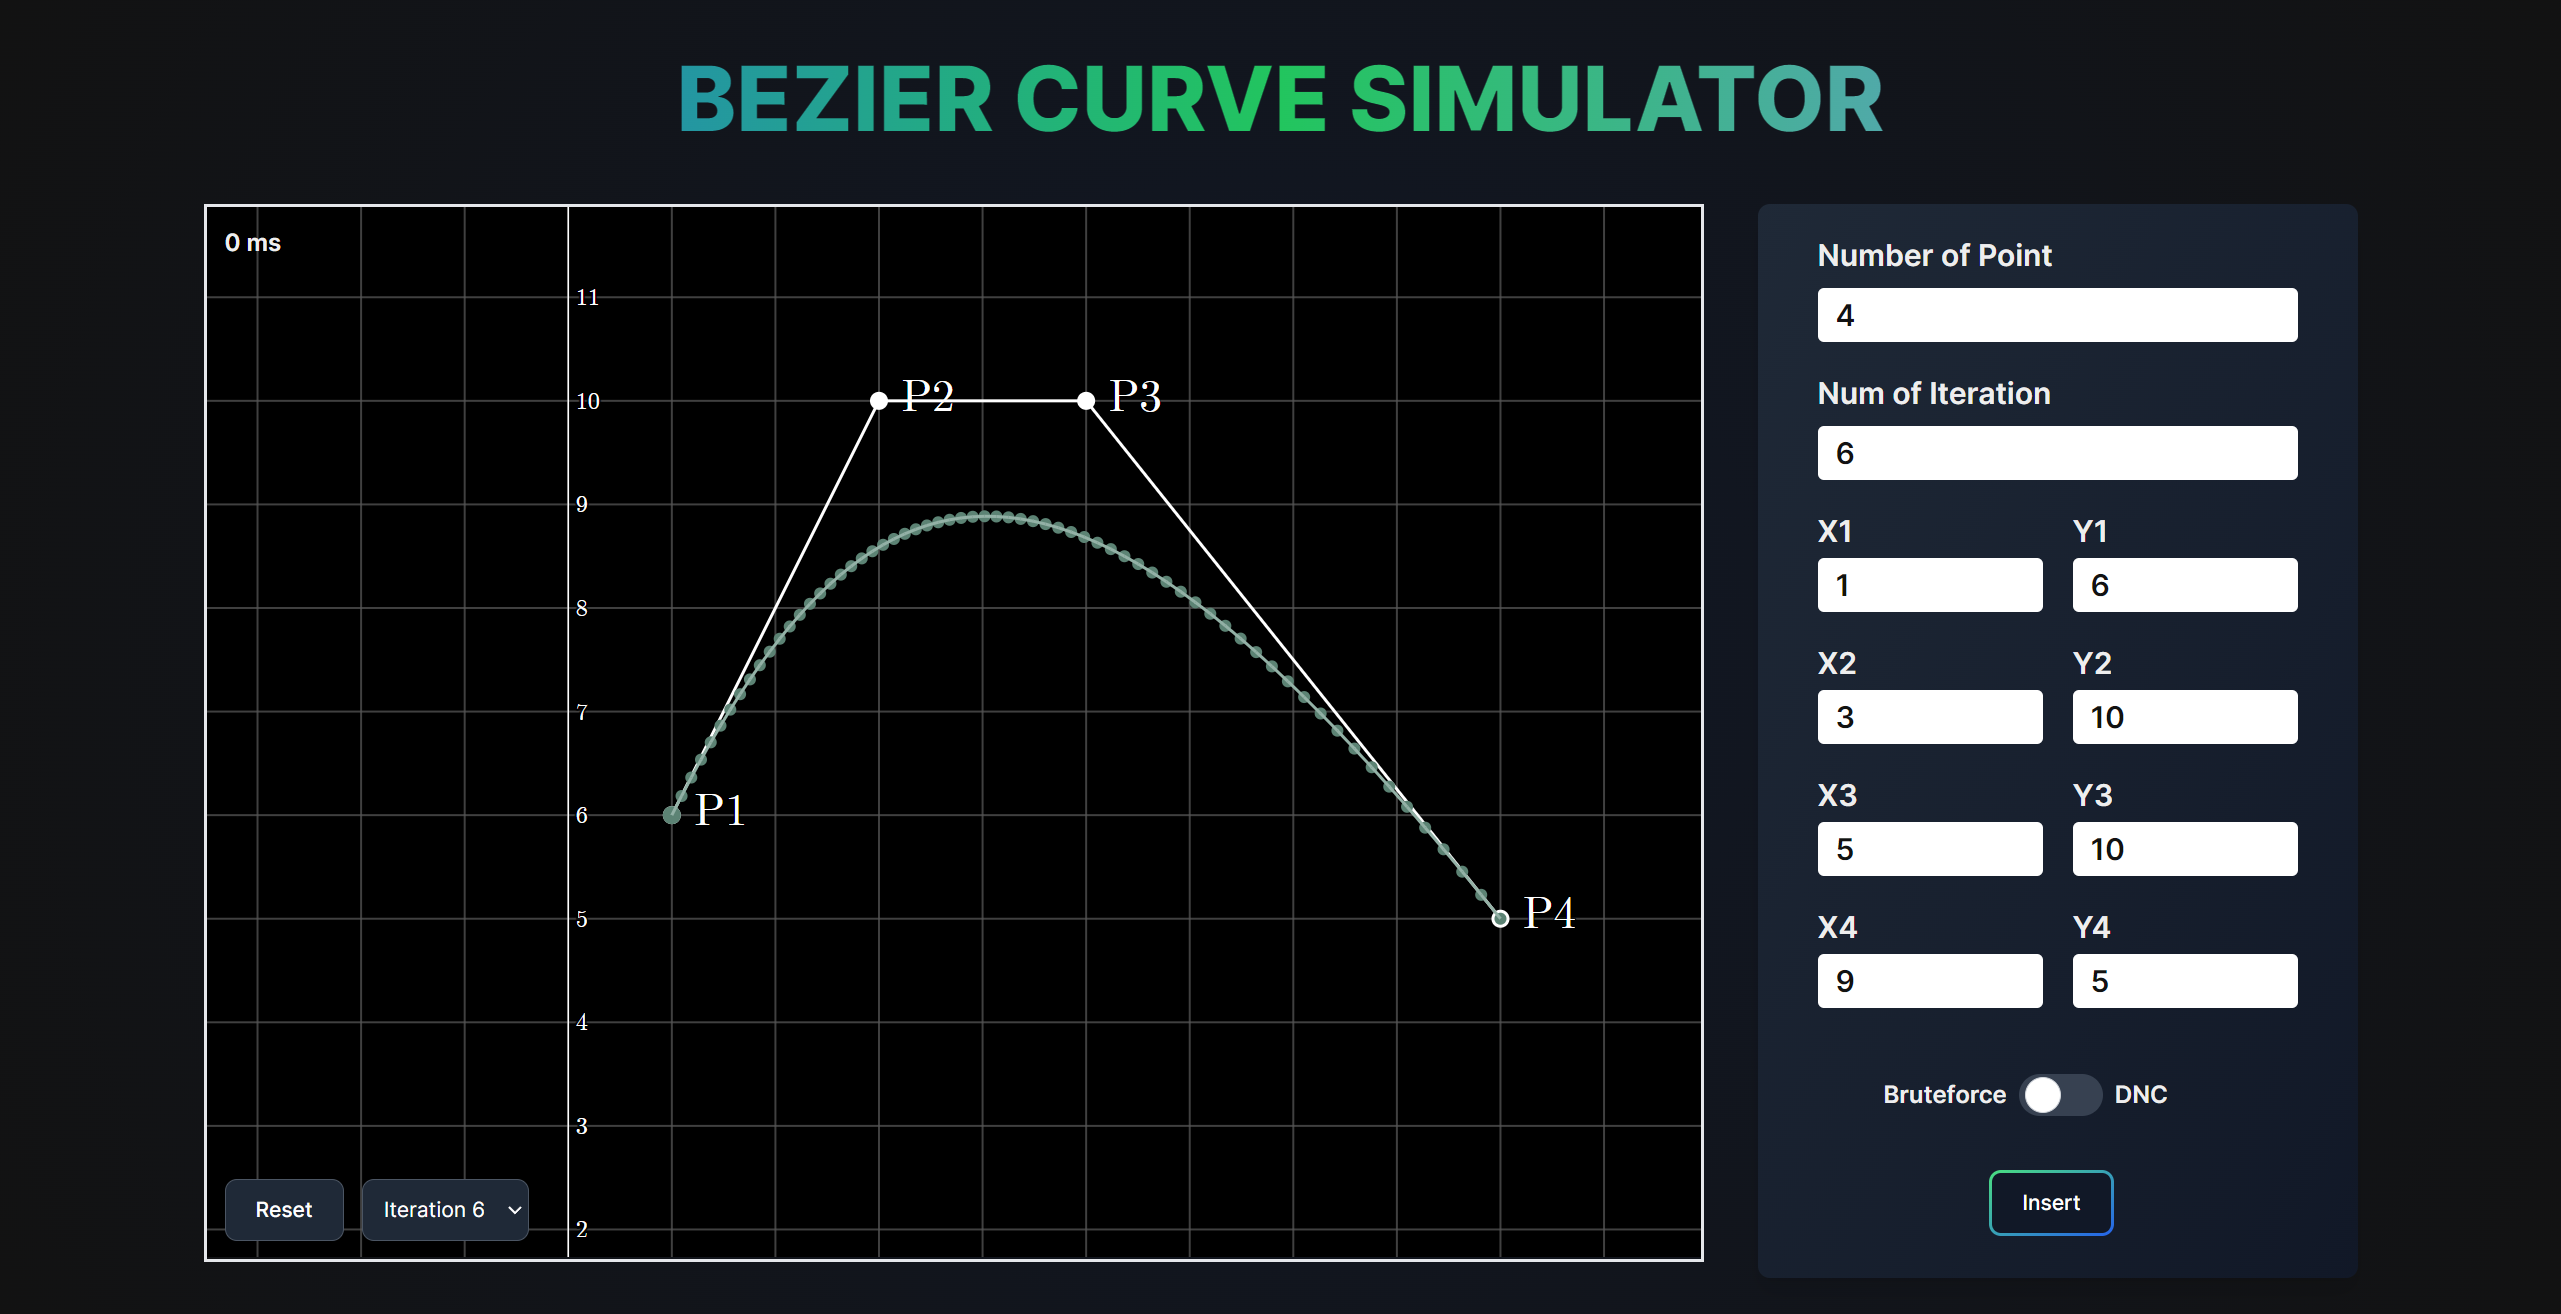 BEZIER CURVE SIMULATOR
0 ms
11
10
P2
P3
9
8
7
6
P1
5
P4
4
3
2
Reset
Iteration 6
Number of Point
4
Num of Iteration
6
X1 Y1
1 6
X2 Y2
3 10
X3 Y3
5 10
X4 Y4
9 5
Bruteforce DNC
Insert